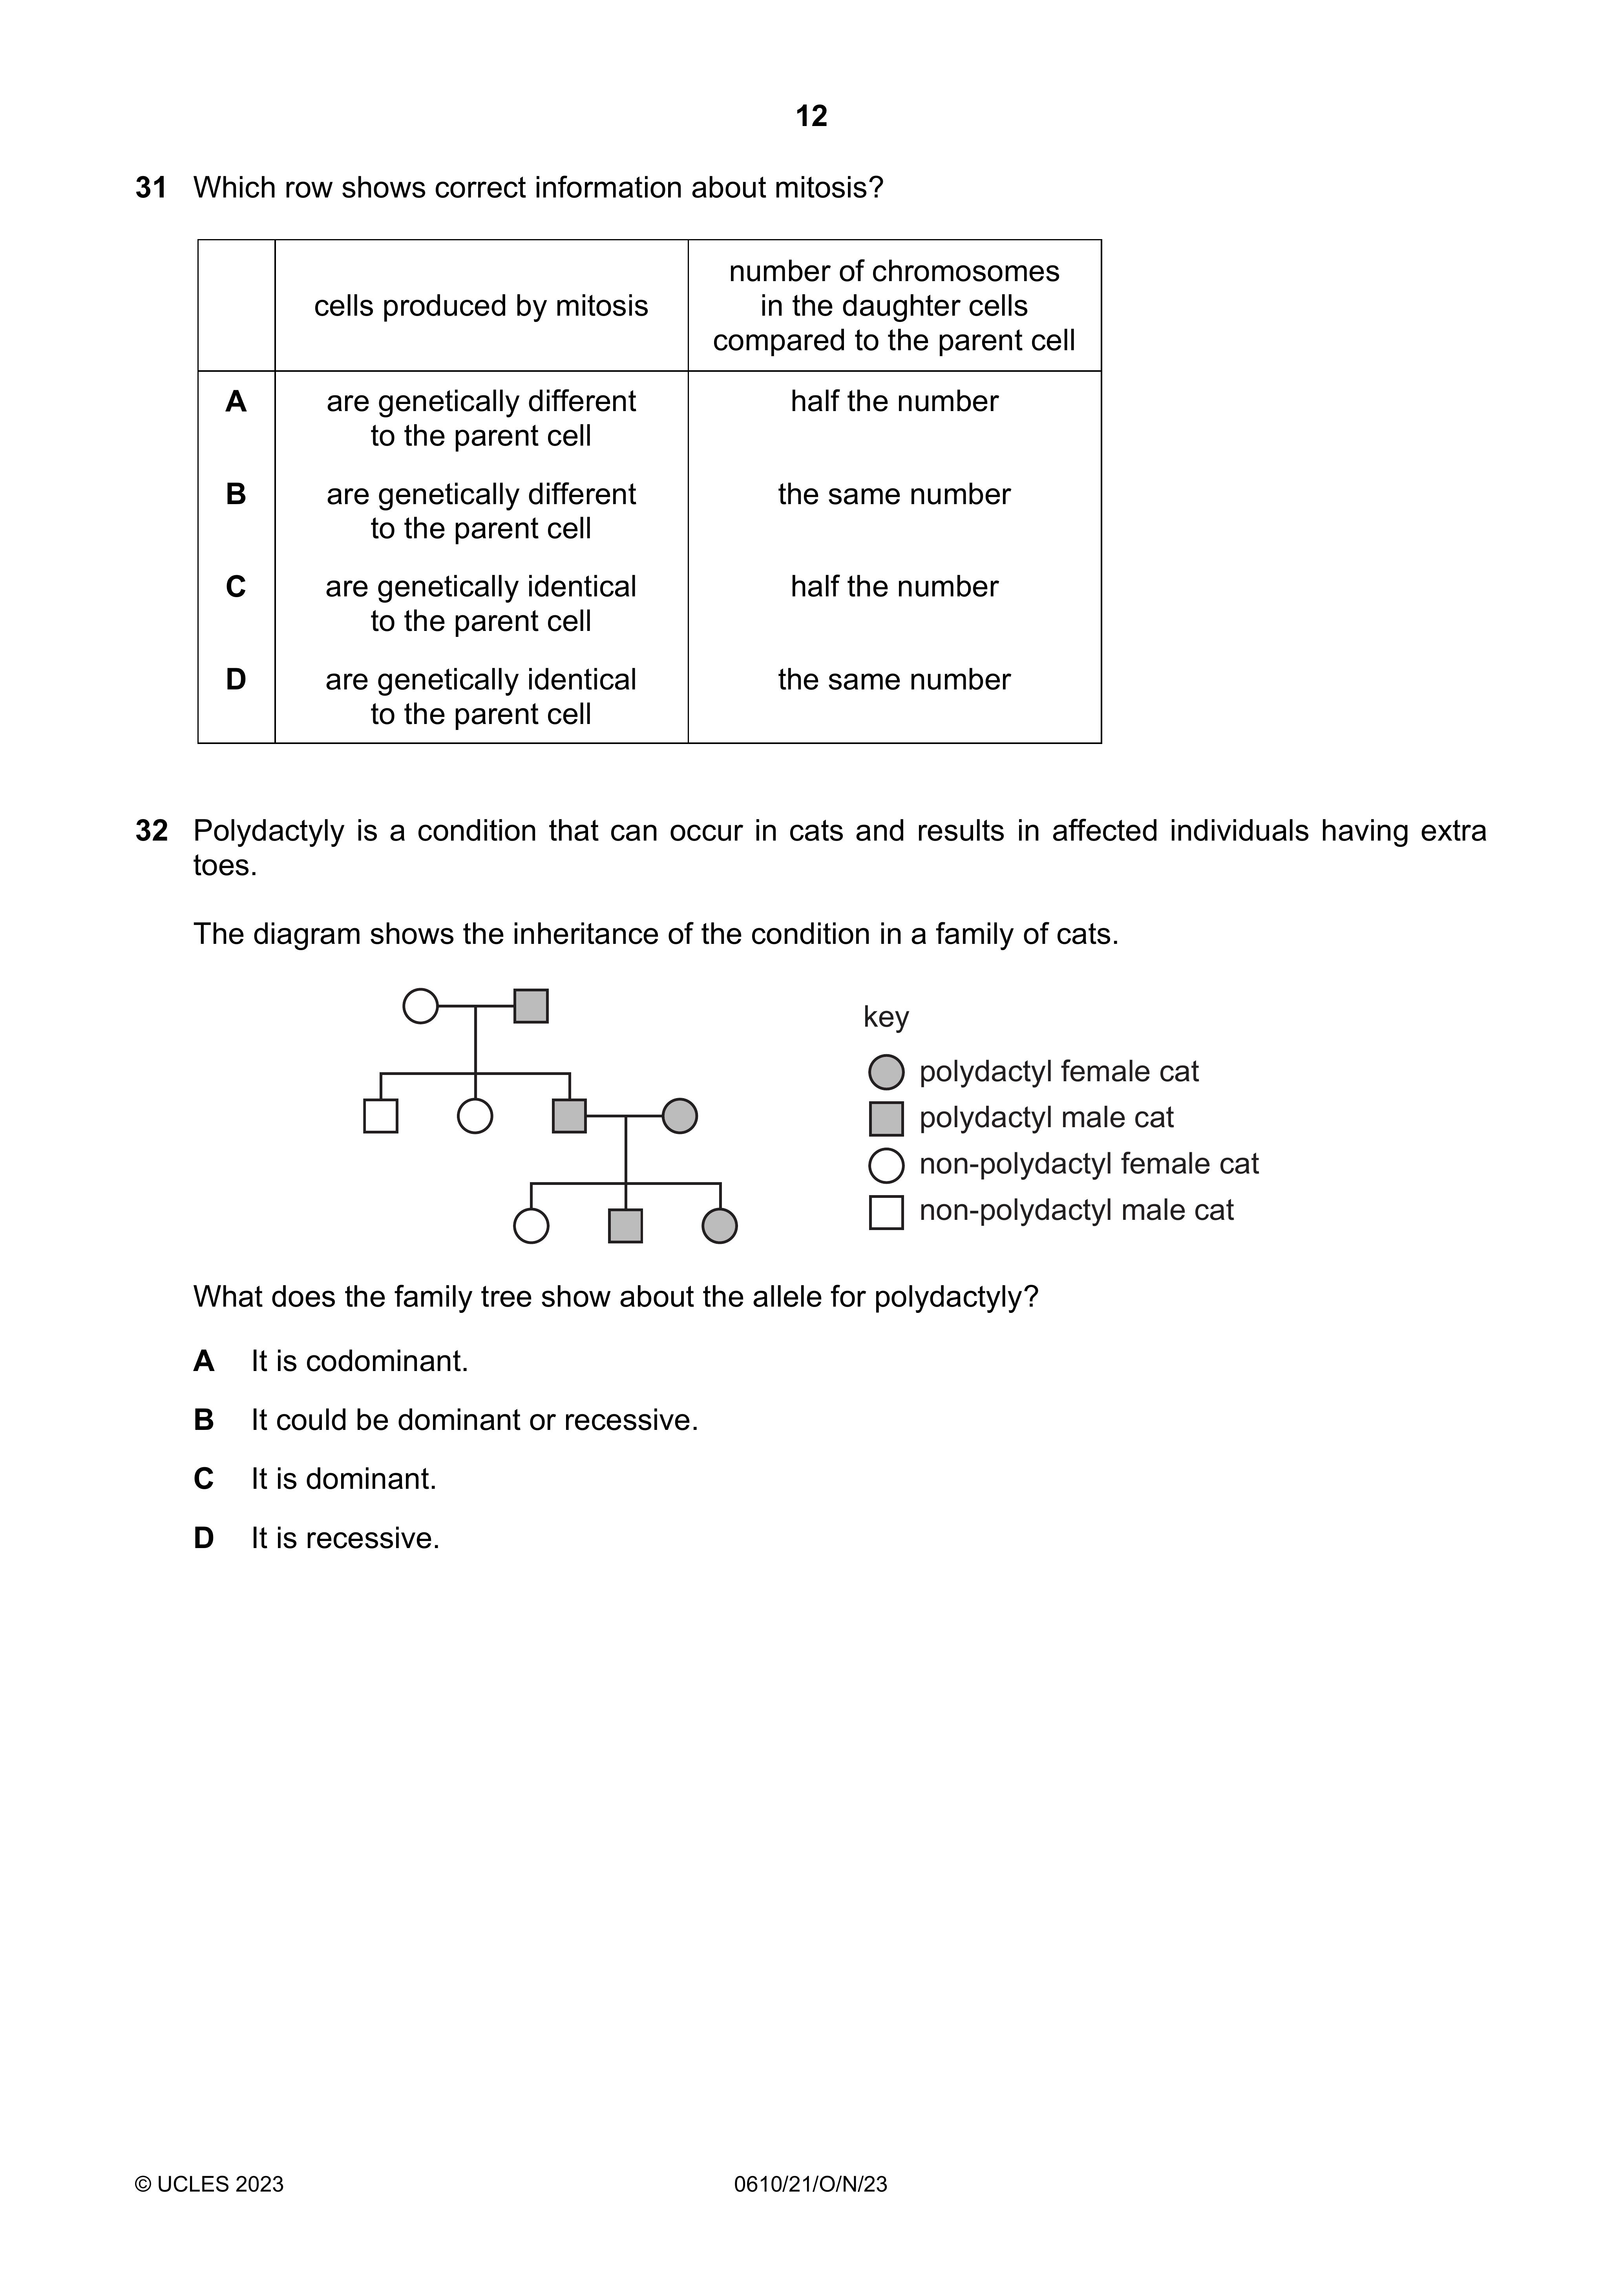 12
31 Which row shows correct information about mitosis?
cells produced by mitosis
number of chromosomes
in the daughter cells
compared to the parent cell
A are genetically different half the number
to the parent cell
B are genetically different the same number
to the parent cell
C are genetically identical half the number
to the parent cell
D are genetically identical the same number
to the parent cell
32 Polydactyly is a condition that can occur in cats and results in affected individuals having extra
toes.
The diagram shows the inheritance of the condition in a family of cats.
key
polydactyl female cat
polydactyl male cat
non-polydactyl female cat
non-polydactyl male cat
What does the family tree show about the allele for polydactyly?
A It is codominant.
B It could be dominant or recessive.
C It is dominant.
D It is recessive.
© UCLES 2023 0610/21/O/N/23